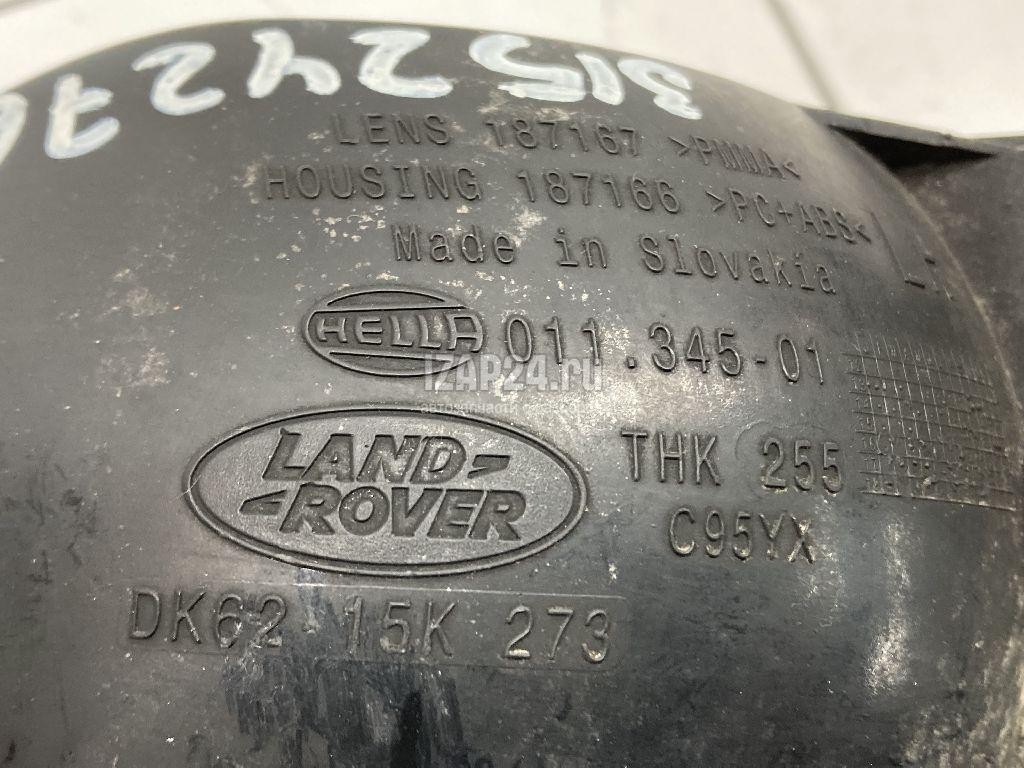 3152427
LENS 187167 >PMMA<
HOUSING 187166 >PC+ABS<
Made in Slovakia
HELLA 011.345-01
IZAP24.ru
LAND ROVER
THK 255
C95YX
DK62 15K 273